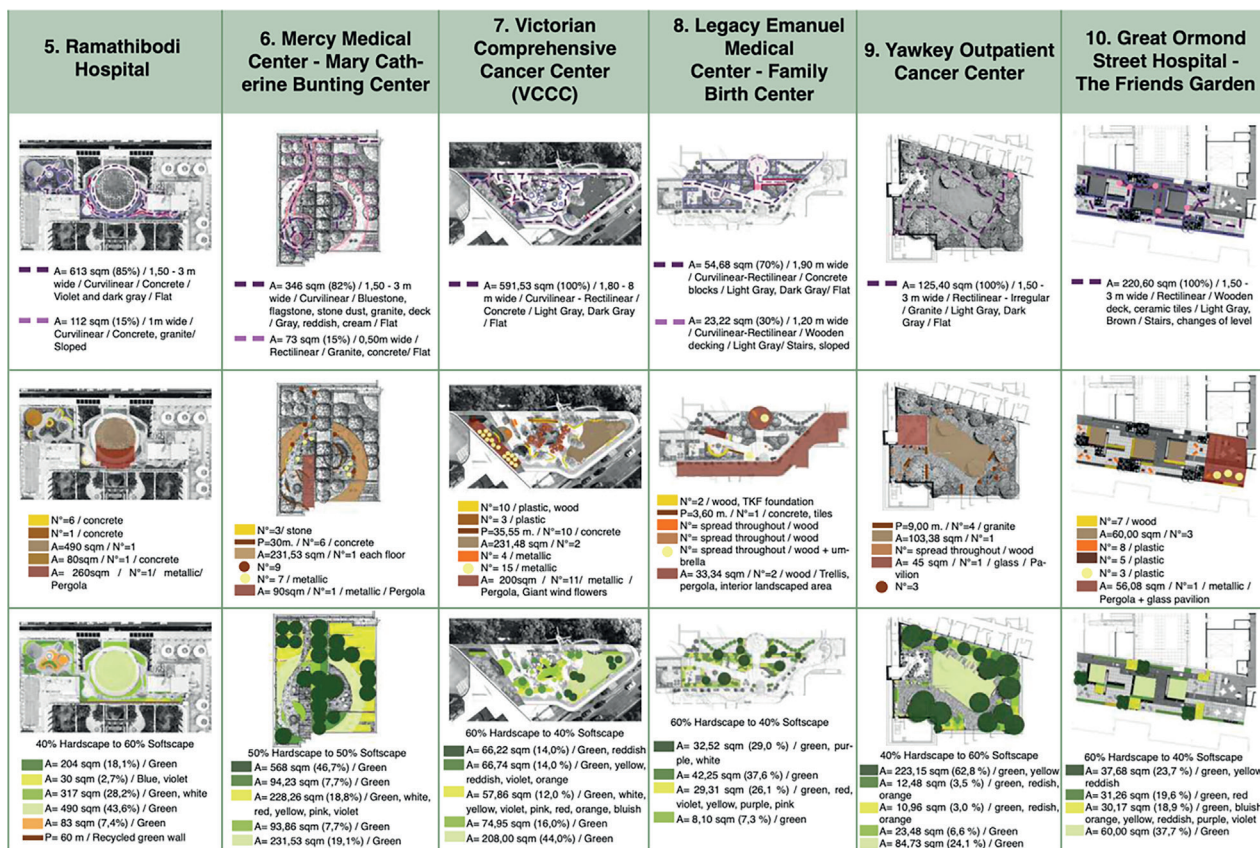 5. Ramathibodi
Hospital
6. Mercy Medical
Center - Mary Cath-
erine Bunting Center
7. Victorian
Comprehensive
Cancer Center
(VCCC)
8. Legacy Emanuel
Medical
Center - Family
Birth Center
9. Yawkey Outpatient
Cancer Center
10. Great Ormond
Street Hospital -
The Friends Garden
A= 613 sqm (85%) / 1,50 - 3 m
wide / Curvilinear / Concrete /
Violet and dark gray / Flat
A= 112 sqm (15%) / 1m wide /
Curvilinear / Concrete, granite/
Sloped
A= 346 sqm (82%) / 1,50 - 3 m
wide / Curvilinear / Bluestone,
flagstone, stone dust, granite, deck
/ Gray, reddish, cream / Flat
A= 73 sqm (15%) / 0,50m wide /
Rectilinear / Granite, concrete/ Flat
A= 591,53 sqm (100%) / 1,80 - 8
m wide / Curvilinear - Rectilinear /
Concrete / Light Gray, Dark Gray /
Flat
A= 54,68 sqm (70%) / 1,90 m wide
/ Curvilinear-Rectilinear / Concrete
blocks / Light Gray, Dark Gray/ Flat
A= 23,22 sqm (30%) / 1,20 m wide
/ Curvilinear-Rectilinear / Wooden
decking / Light Gray/ Stairs, sloped
A= 125,40 sqm (100%) / 1,50 -
3 m wide / Rectilinear - Irregular
/ Granite / Light Gray, Dark
Gray / Flat
A= 220,60 sqm (100%) / 1,50
- 3 m wide / Rectilinear / Wooden
deck, ceramic tiles / Light Gray,
Brown / Stairs, changes of level
N°=6 / concrete
N°=1 / concrete
A=490 sqm / N°=1
A= 80sqm / N°=1 / concrete
A= 260sqm / N°=1/ metallic/
Pergola
N°=3/ stone
P=30m. / N°=6 / concrete
A=231,53 sqm / N°=1 each floor
N°=9
N°= 7 / metallic
A= 90sqm / N°=1 / metallic / Pergola
N°=10 / plastic, wood
N°= 3 / plastic
P=35,55 m. / N°=10 / concrete
A=231,48 sqm / N°=2
N°= 4 / metallic
N°= 15 / metallic
A= 200sqm / N°=11/ metallic /
Pergola, Giant wind flowers
N°=2 / wood, TKF foundation
P=3,60 m. / N°=1 / concrete, tiles
N°= spread throughout / wood
N°= spread throughout / wood
N°= spread throughout / wood + um-
brella
A= 33,34 sqm / N°=2 / wood / Trellis,
pergola, interior landscaped area
P=9,00 m. / N°=4 / granite
A=103,38 sqm / N°=1
N°= spread throughout / wood
A= 45 sqm / N°=1 / glass / Pa-
vilion
N°=3
N°=7 / wood
A=60,00 sqm / N°=3
N°= 8 / plastic
N°= 5 / plastic
N°= 3 / plastic
A= 56,08 sqm / N°=1 / metallic /
Pergola + glass pavilion
40% Hardscape to 60% Softscape
A= 204 sqm (18,1%) / Green
A= 30 sqm (2,7%) / Blue, violet
A= 317 sqm (28,2%) / Green, white
A= 490 sqm (43,6%) / Green
A= 83 sqm (7,4%) / Green
P= 60 m / Recycled green wall
50% Hardscape to 50% Softscape
A= 568 sqm (46,7%) / Green
A= 94,23 sqm (7,7%) / Green
A= 228,26 sqm (18,8%) / Green, white,
red, yellow, pink, violet
A= 93,86 sqm (7,7%) / Green
A= 231,53 sqm (19,1%) / Green
60% Hardscape to 40% Softscape
A= 66,22 sqm (14,0%) / Green, reddish
A= 66,74 sqm (14,0 %) / Green, yellow,
reddish, violet, orange
A= 57,86 sqm (12,0 %) / Green, white,
yellow, violet, pink, red, orange, bluish
A= 74,95 sqm (16,0%) / Green
A= 208,00 sqm (44,0%) / Green
60% Hardscape to 40% Softscape
A= 32,52 sqm (29,0 %) / green, pur-
ple, white
A= 42,25 sqm (37,6 %) / green
A= 29,31 sqm (26,1 %) / green, red,
violet, yellow, purple, pink
A= 8,10 sqm (7,3 %) / green
40% Hardscape to 60% Softscape
A= 223,15 sqm (62,8 %) / green, yellow
A= 12,48 sqm (3,5 %) / green, redish,
orange
A= 10,96 sqm (3,0 %) / green, redish,
orange
A= 23,48 sqm (6,6 %) / Green
A= 84,73 sqm (24,1 %) / Green
60% Hardscape to 40% Softscape
A= 37,68 sqm (23,7 %) / green, yellow,
reddish
A= 31,26 sqm (19,6 %) / green, red
A= 30,17 sqm (18,9 %) / green, bluish,
orange, yellow, reddish, purple, violet
A= 60,00 sqm (37,7 %) / Green